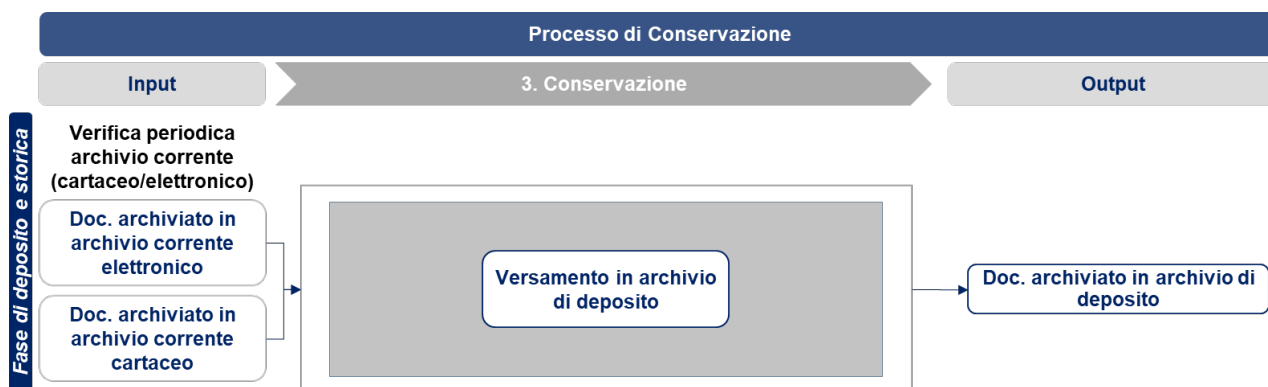 Processo di Conservazione
Input
3. Conservazione
Output
Fase di deposito e storica
Verifica periodica
archivio corrente
(cartaceo/elettronico)
Doc. archiviato in
archivio corrente
elettronico
Doc. archiviato in
archivio corrente
cartaceo
Versamento in archivio
di deposito
Doc. archiviato in archivio di
deposito